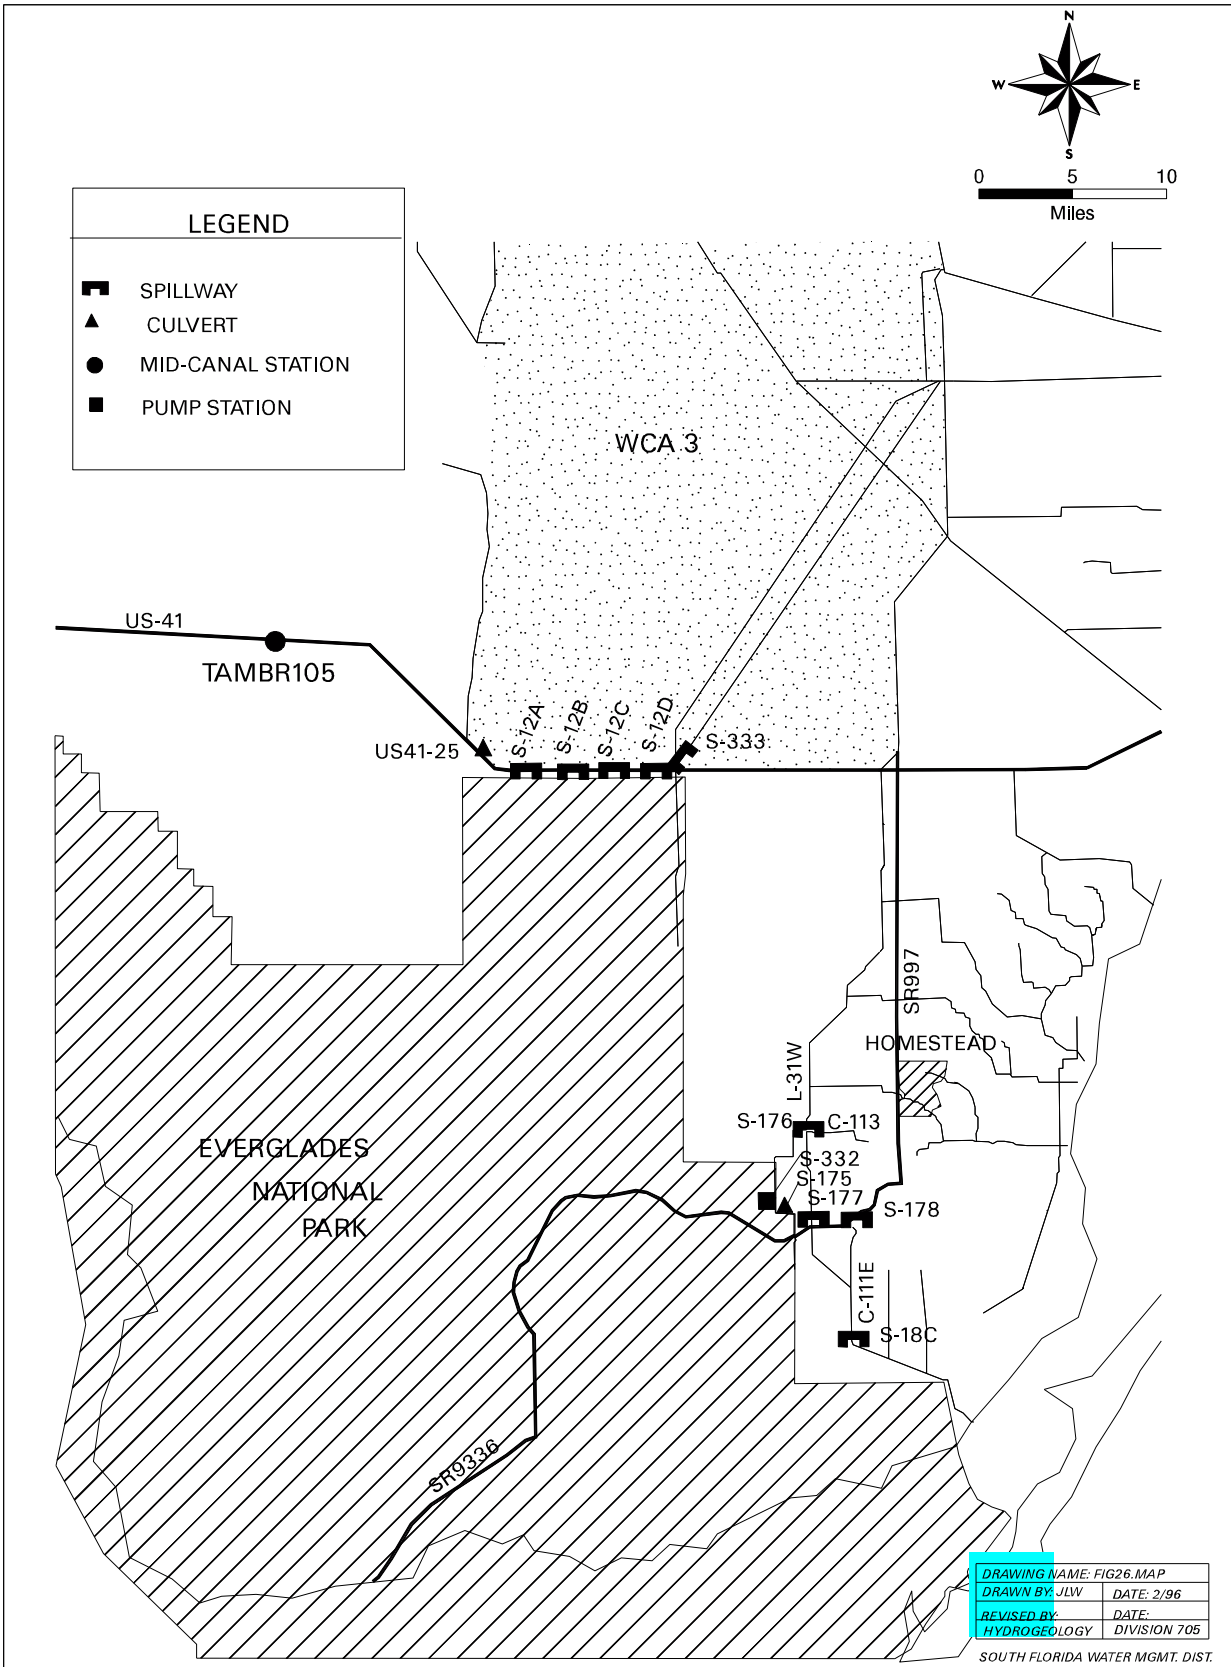 N
W
E
S
0 5 10
Miles
LEGEND
SPILLWAY
CULVERT
MID-CANAL STATION
PUMP STATION
WCA 3
US-41
TAMBR105
US41-25
S-12A
S-12B
S-12C
S-12D
S-333
SR997
HOMESTEAD
L-31W
S-176
C-113
S-332
S-175
S-177
S-178
C-111E
S-18C
EVERGLADES
NATIONAL
PARK
SR9336
DRAWING NAME: FIG26.MAP
DRAWN BY: JLW DATE: 2/96
REVISED BY: DATE:
HYDROGEOLOGY DIVISION 705
SOUTH FLORIDA WATER MGMT. DIST.